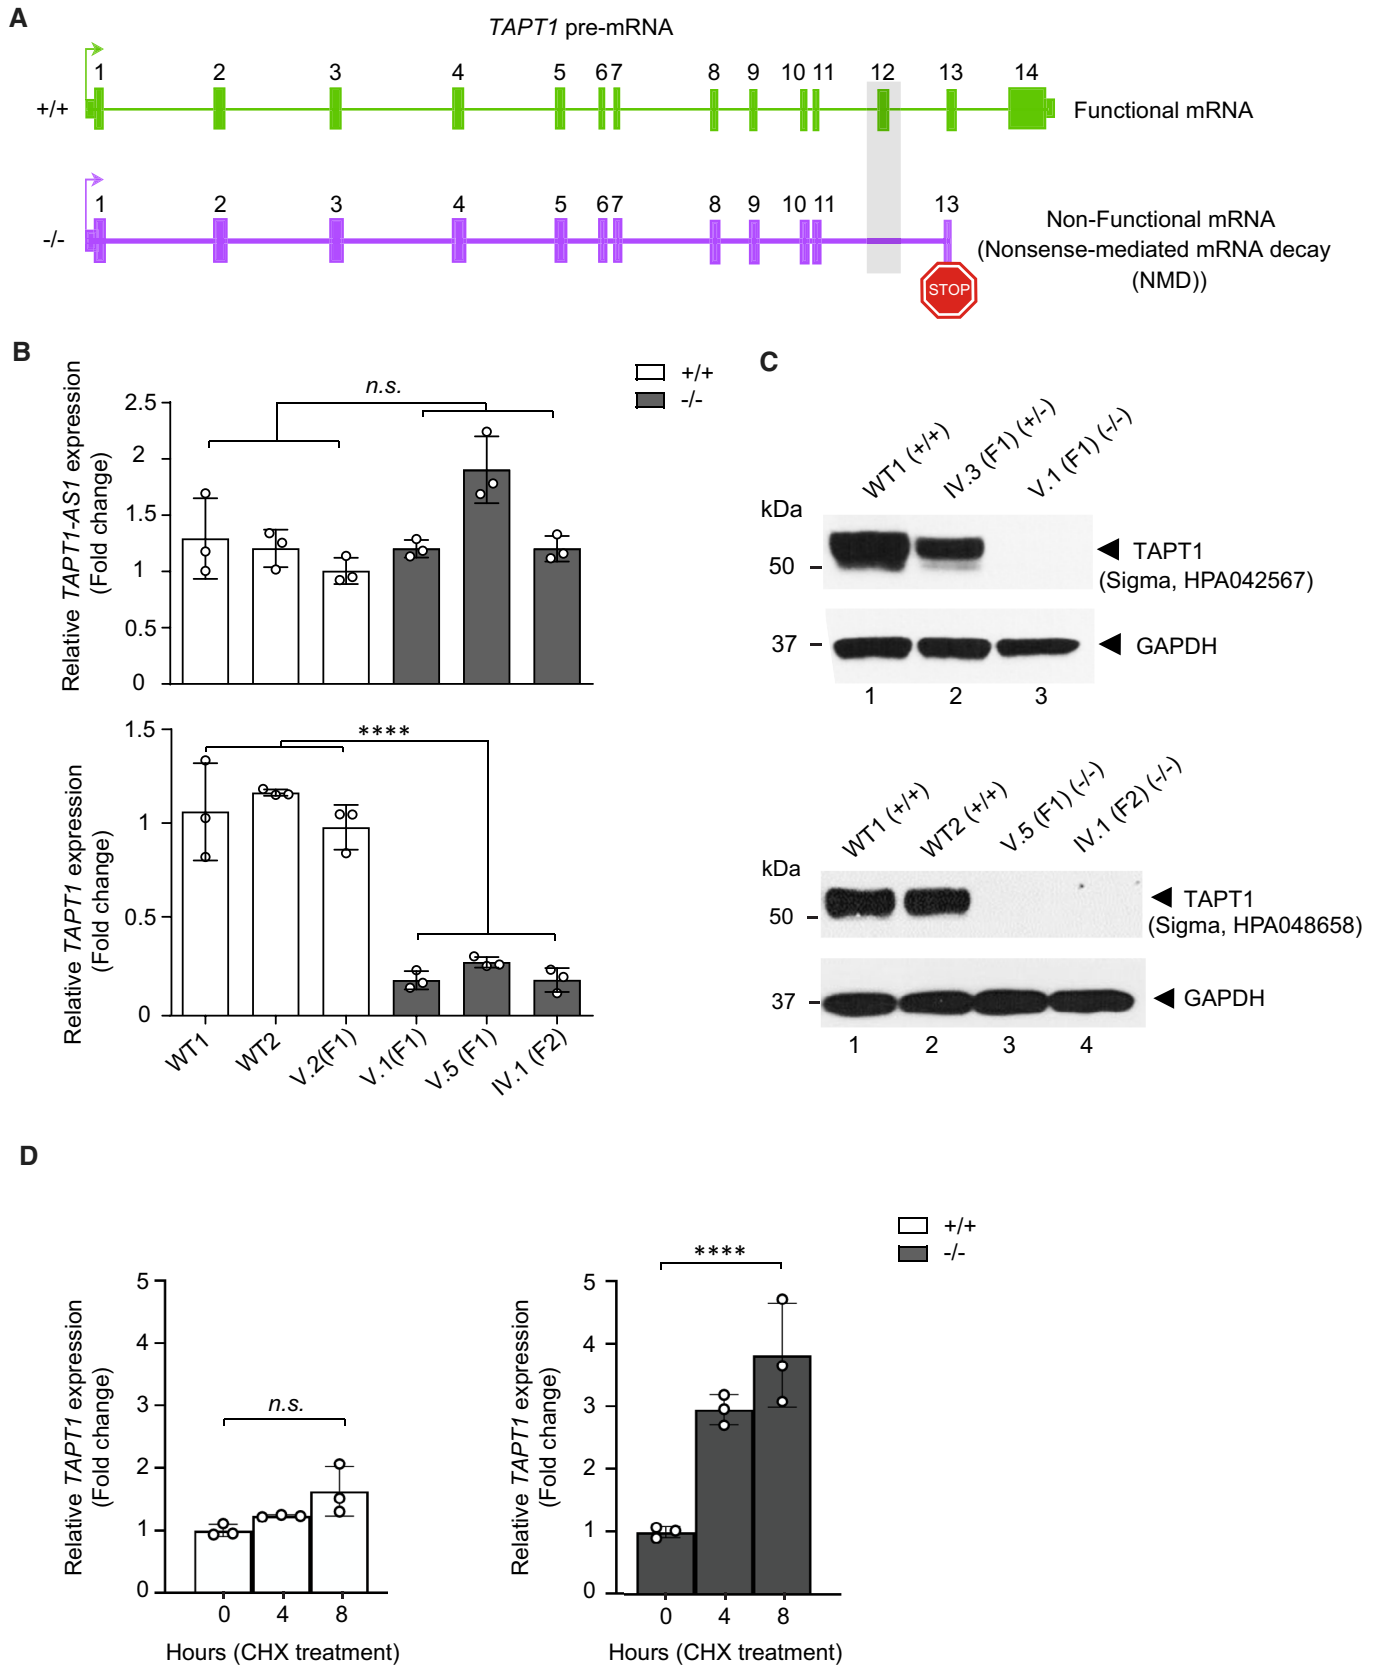 A
TAPT1 pre-mRNA
1 2 3 4 5 6 7 8 9 10 11 12 13 14
+/+
Functional mRNA
1 2 3 4 5 6 7 8 9 10 11 13
-/-
Non-Functional mRNA
(Nonsense-mediated mRNA decay
(NMD))
STOP
B
Relative TAPT1-AS1 expression
(Fold change)
2.5
2
1.5
1
0.5
0
n.s.
+/+
-/-
Relative TAPT1 expression
(Fold change)
1.5
1
0.5
0
****
WT1
WT2
V.2(F1)
V.1(F1)
V.5 (F1)
IV.1 (F2)
C
WT1 (+/+)
IV.3 (F1) (+/-)
V.1 (F1) (-/-)
kDa
50
TAPT1
(Sigma, HPA042567)
37
GAPDH
1 2 3
WT1 (+/+)
WT2 (+/+)
V.5 (F1) (-/-)
IV.1 (F2) (-/-)
kDa
50
TAPT1
(Sigma, HPA048658)
37
GAPDH
1 2 3 4
D
Relative TAPT1 expression
(Fold change)
5
4
3
2
1
0
n.s.
0 4 8
Hours (CHX treatment)
Relative TAPT1 expression
(Fold change)
5
4
3
2
1
0
****
0 4 8
Hours (CHX treatment)
+/+
-/-